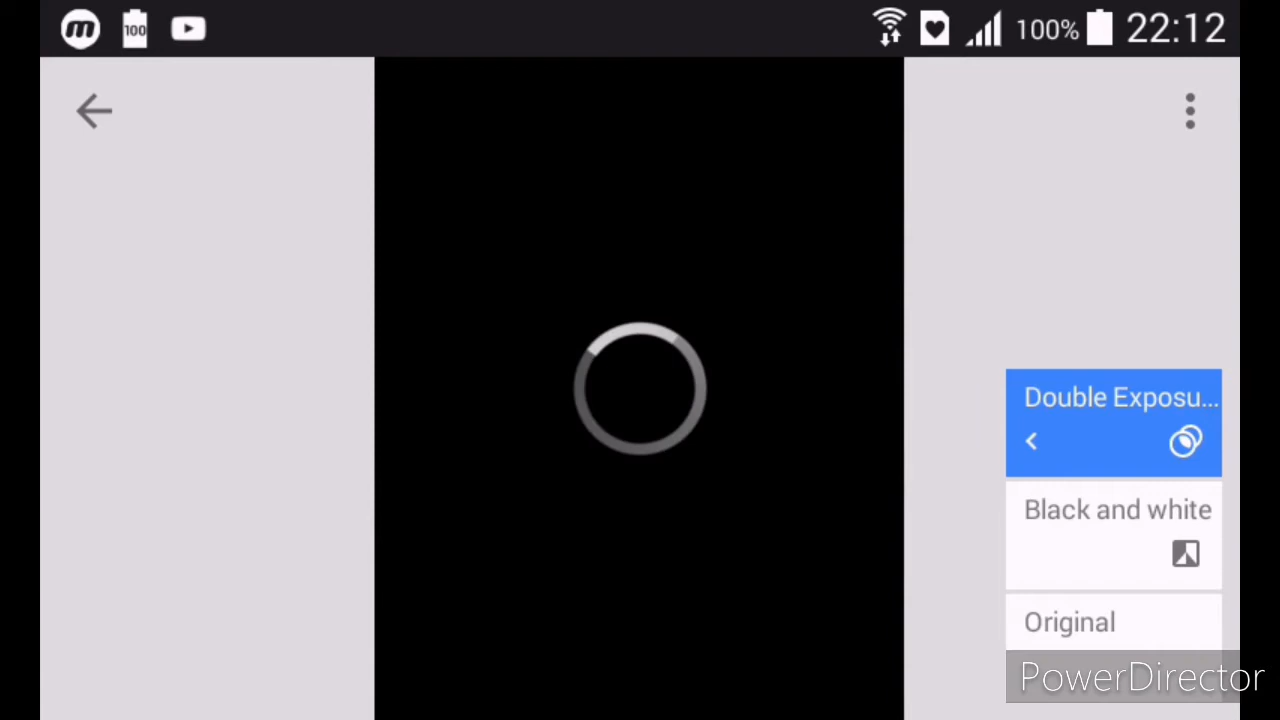 m 100 100% 22:12
Double Exposu...
Black and white
Original
PowerDirector